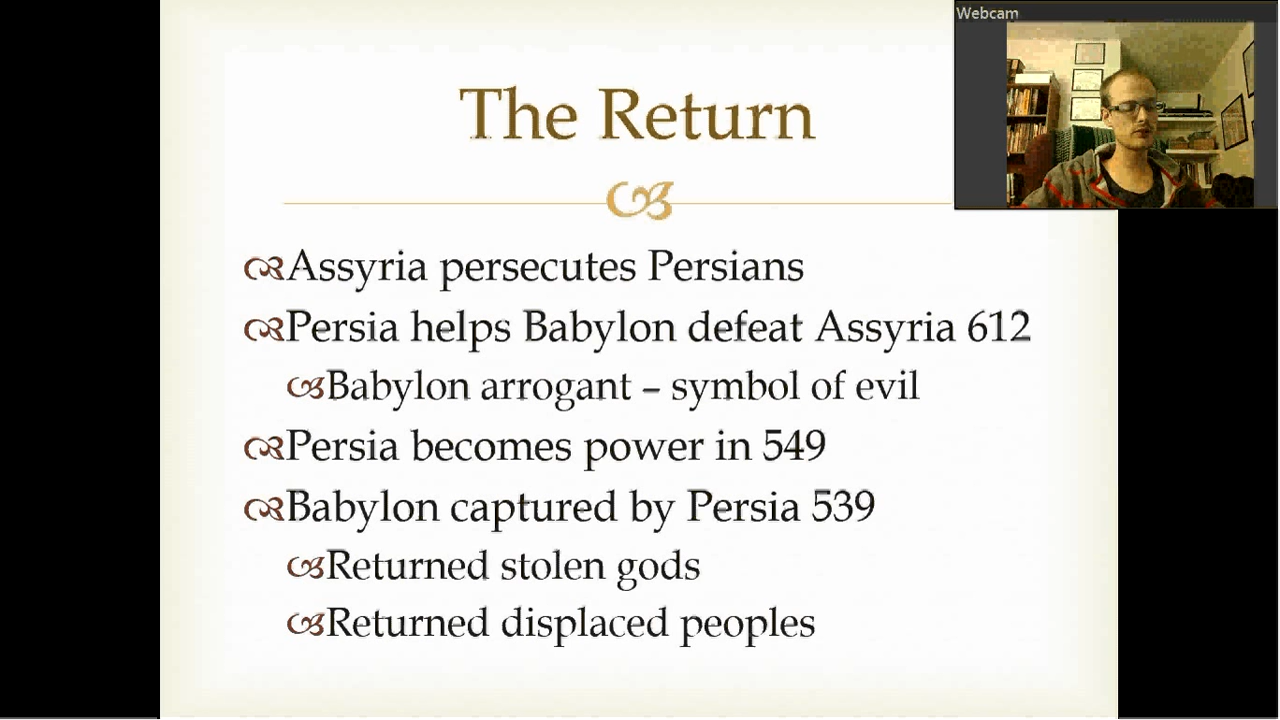 Webcam
The Return
Assyria persecutes Persians
Persia helps Babylon defeat Assyria 612
Babylon arrogant – symbol of evil
Persia becomes power in 549
Babylon captured by Persia 539
Returned stolen gods
Returned displaced peoples